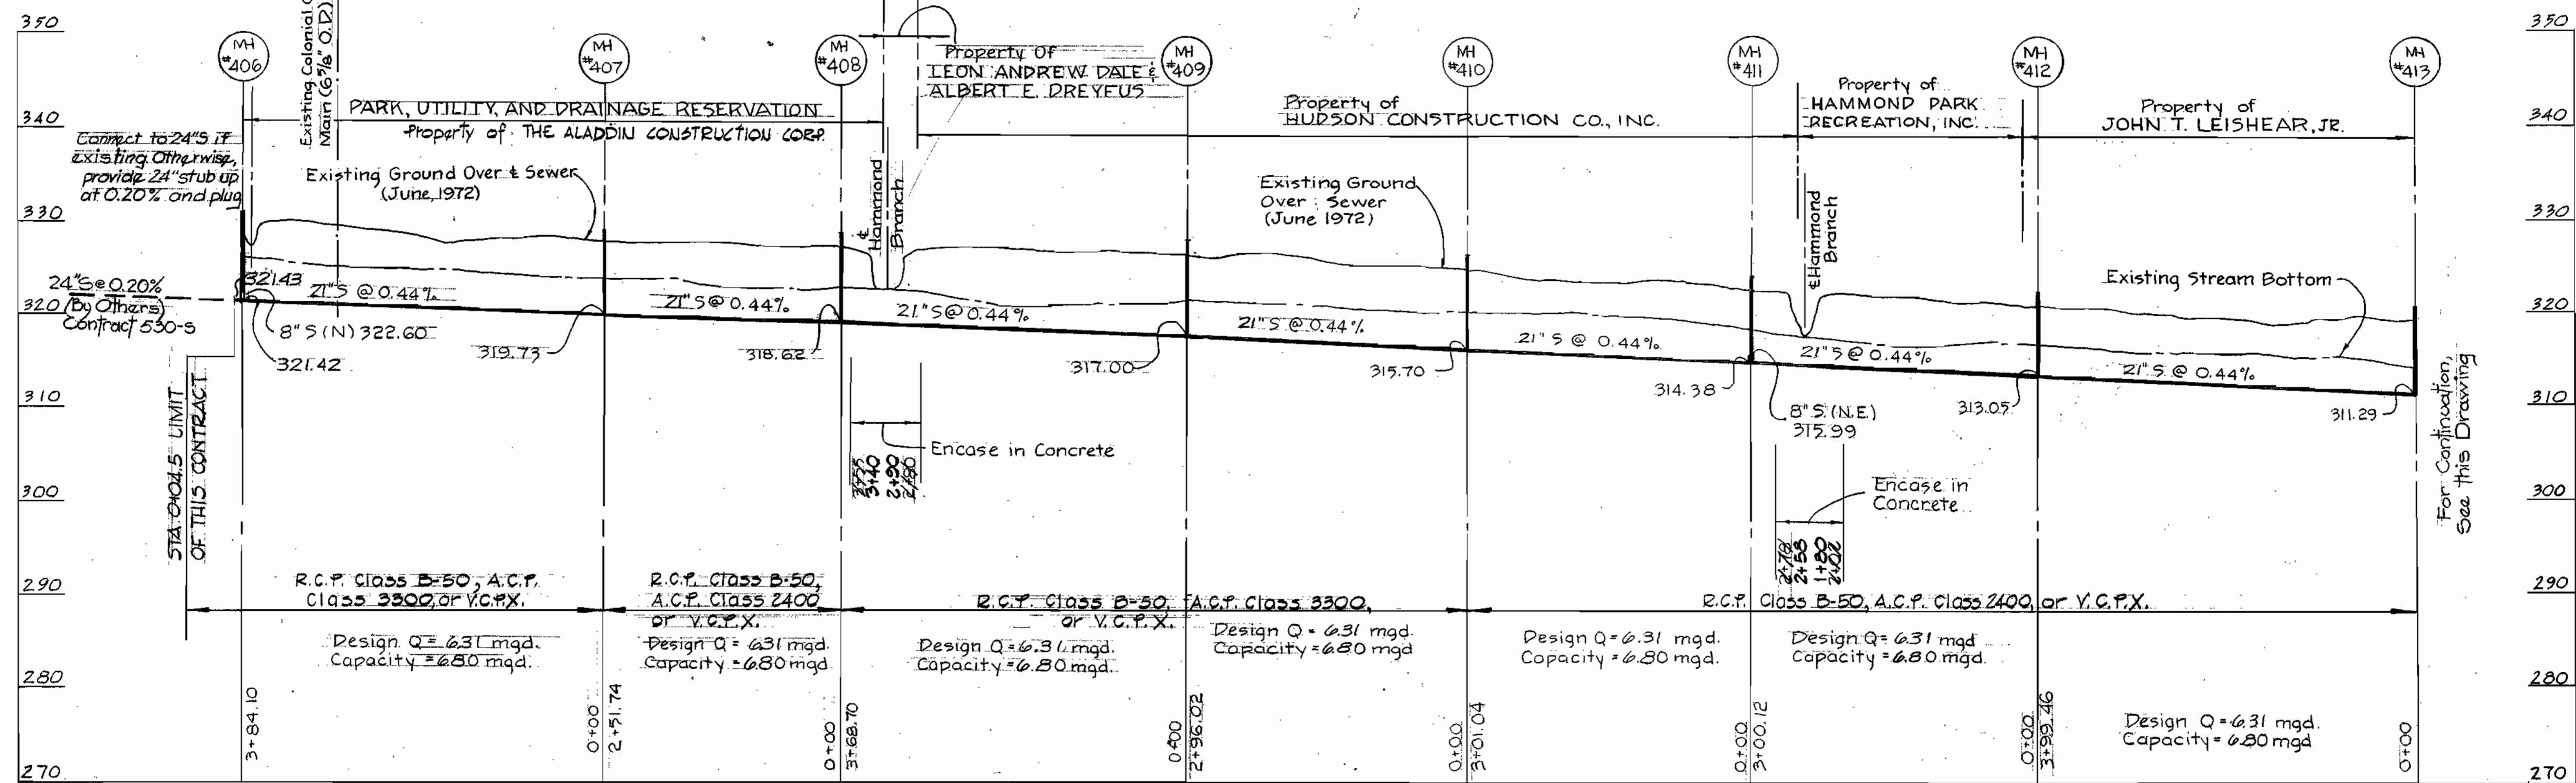 350
340
330
320
310
300
290
280
270
MH
#406
MH
#407
MH
#408
MH
#409
MH
#410
MH
#411
MH
#412
MH
#413
Existing Colonial
Main (6 5/8" O.D.)
PARK, UTILITY, AND DRAINAGE RESERVATION
Property of THE ALADDIN CONSTRUCTION CORP.
Property Of
LEON ANDREW DALE &
ALBERT E. DREYFUS
Property of
HUDSON CONSTRUCTION CO., INC.
Property of
HAMMOND PARK
RECREATION, INC.
Property of
JOHN T. LEISHEAR, JR.
Connect to 24"S if
existing Otherwise,
provide 24" stub up
at 0.20% and plug
Existing Ground Over ℄ Sewer
(June, 1972)
℄ Hammond
Branch
Existing Ground
Over Sewer
(June 1972)
℄ Hammond
Branch
Existing Stream Bottom
24"S @ 0.20%
(By Others)
Contract 530-S
321.43
21"S @ 0.44%
21"S @ 0.44%
21"S @ 0.44%
21"S @ 0.44%
21"S @ 0.44%
21"S @ 0.44%
21"S @ 0.44%
8"S (N) 322.60
321.42
319.73
318.62
317.00
315.70
314.38
8"S (N.E.)
315.99
313.05
311.29
STA. 0+04.5 LIMIT
OF THIS CONTRACT
3+40
2+90
Encase in Concrete
2+78
2+58
1+80
2+02
Encase in
Concrete
For Continuation,
See this Drawing
R.C.P. Class B-50, A.C.P.
Class 3300, or V.C.P.X.
R.C.P. Class B-50,
A.C.P. Class 2400
or V.C.P.X.
R.C.P. Class B-50, A.C.P. Class 3300,
or V.C.P.X.
R.C.P. Class B-50, A.C.P. Class 2400, or V.C.P.X.
Design Q = 6.31 mgd.
Capacity = 6.80 mgd.
Design Q = 6.31 mgd.
Capacity = 6.80 mgd
Design Q = 6.31 mgd.
Capacity = 6.80 mgd.
Design Q = 6.31 mgd.
Capacity = 6.80 mgd
Design Q = 6.31 mgd.
Capacity = 6.80 mgd.
Design Q = 6.31 mgd
Capacity = 6.80 mgd.
Design Q = 6.31 mgd.
Capacity = 6.80 mgd
3+84.10
0+00
2+51.74
0+00
3+68.70
0+00
2+96.02
0+00
3+01.04
0+00
3+00.12
0+00
3+99.46
0+00
350
340
330
320
310
300
290
280
270